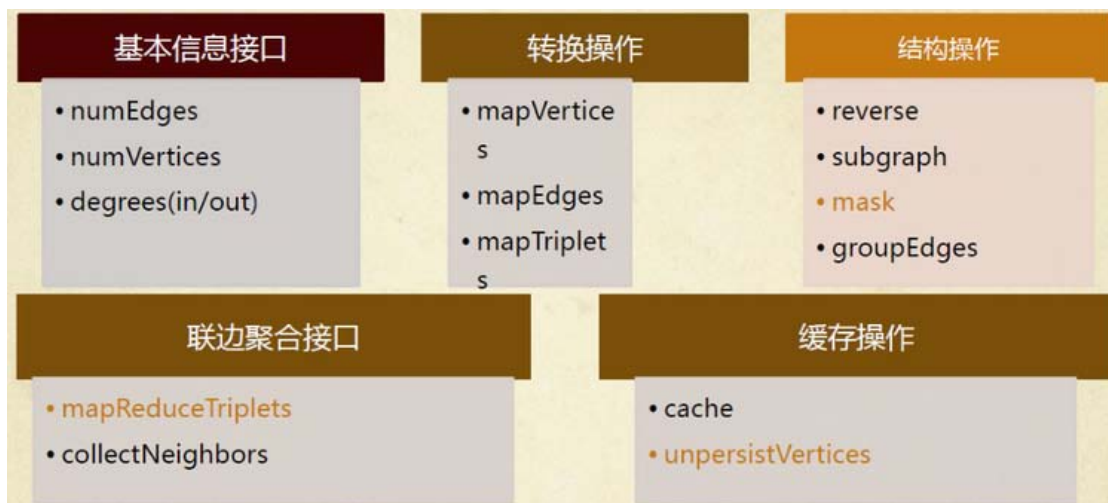 基本信息接口
• numEdges
• numVertices
• degrees(in/out)
转换操作
• mapVertice
s
• mapEdges
• mapTriplet
s
结构操作
• reverse
• subgraph
• mask
• groupEdges
联边聚合接口
• mapReduceTriplets
• collectNeighbors
缓存操作
• cache
• unpersistVertices